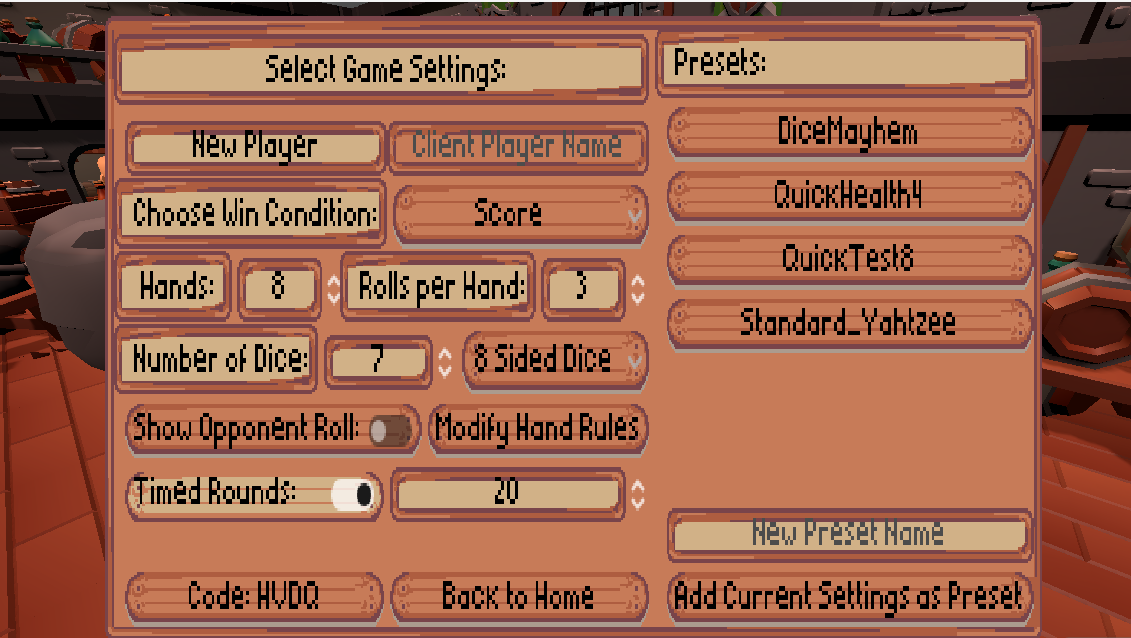 Select Game Settings:
Presets:
New Player
Client Player Name
DiceMayhem
Choose Win Condition:
Score
QuickHealth4
Hands:
8
Rolls per Hand:
3
QuickTest8
Standard_Yahtzee
Number of Dice:
7
8 Sided Dice
Show Opponent Roll:
Modify Hand Rules
Timed Rounds:
20
New Preset Name
Code: HVDQ
Back to Home
Add Current Settings as Preset